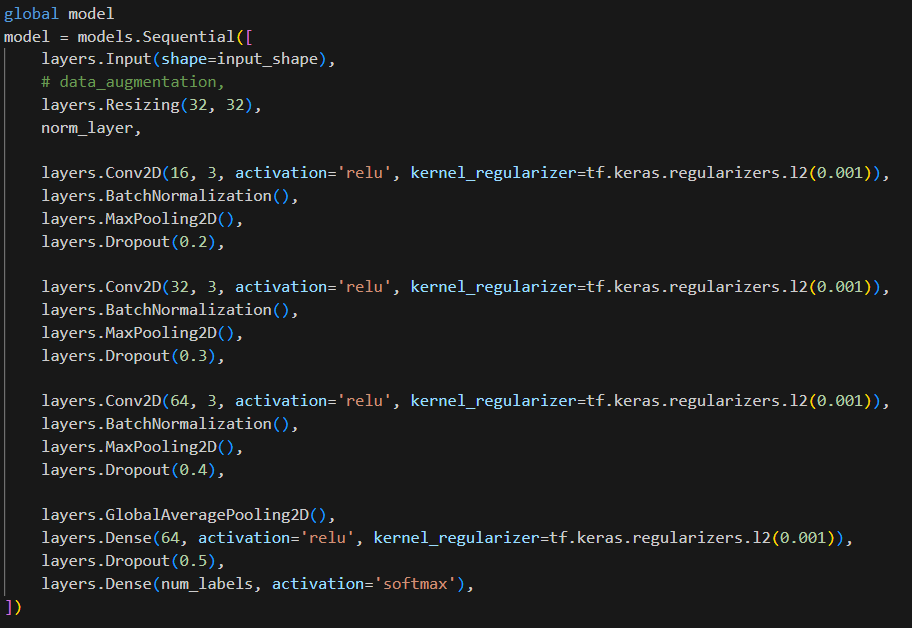 global model
model = models.Sequential([
    layers.Input(shape=input_shape),
    # data_augmentation,
    layers.Resizing(32, 32),
    norm_layer,

    layers.Conv2D(16, 3, activation='relu', kernel_regularizer=tf.keras.regularizers.l2(0.001)),
    layers.BatchNormalization(),
    layers.MaxPooling2D(),
    layers.Dropout(0.2),

    layers.Conv2D(32, 3, activation='relu', kernel_regularizer=tf.keras.regularizers.l2(0.001)),
    layers.BatchNormalization(),
    layers.MaxPooling2D(),
    layers.Dropout(0.3),

    layers.Conv2D(64, 3, activation='relu', kernel_regularizer=tf.keras.regularizers.l2(0.001)),
    layers.BatchNormalization(),
    layers.MaxPooling2D(),
    layers.Dropout(0.4),

    layers.GlobalAveragePooling2D(),
    layers.Dense(64, activation='relu', kernel_regularizer=tf.keras.regularizers.l2(0.001)),
    layers.Dropout(0.5),
    layers.Dense(num_labels, activation='softmax'),
])